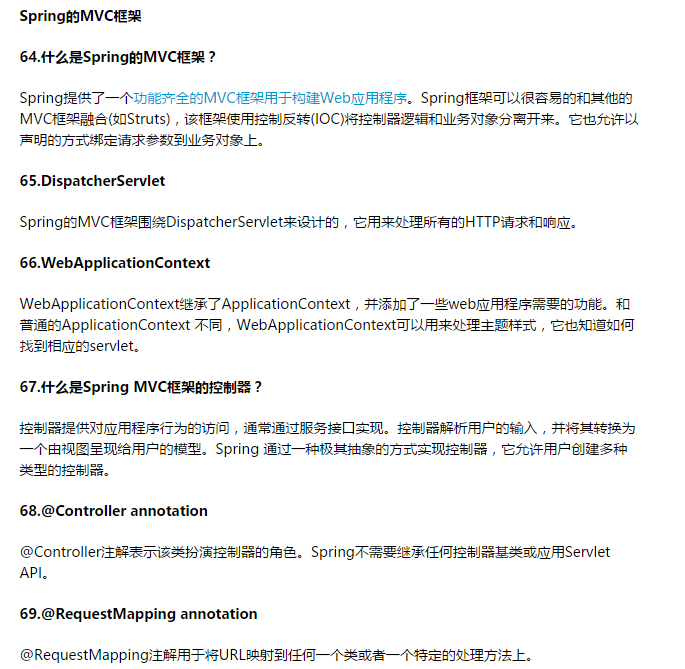 Spring的MVC框架
64.什么是Spring的MVC框架？
Spring提供了一个功能齐全的MVC框架用于构建Web应用程序。Spring框架可以很容易的和其他的
MVC框架融合(如Struts)，该框架使用控制反转(IOC)将控制器逻辑和业务对象分离开来。它也允许以
声明的方式绑定请求参数到业务对象上。
65.DispatcherServlet
Spring的MVC框架围绕DispatcherServlet来设计的，它用来处理所有的HTTP请求和响应。
66.WebApplicationContext
WebApplicationContext继承了ApplicationContext，并添加了一些web应用程序需要的功能。和
普通的ApplicationContext 不同，WebApplicationContext可以用来处理主题样式，它也知道如何
找到相应的servlet。
67.什么是Spring MVC框架的控制器？
控制器提供对应用程序行为的访问，通常通过服务接口实现。控制器解析用户的输入，并将其转换为
一个由视图呈现给用户的模型。Spring 通过一种极其抽象的方式实现控制器，它允许用户创建多种
类型的控制器。
68.@Controller annotation
@Controller注解表示该类扮演控制器的角色。Spring不需要继承任何控制器基类或应用Servlet
API。
69.@RequestMapping annotation
@RequestMapping注解用于将URL映射到任何一个类或者一个特定的处理方法上。